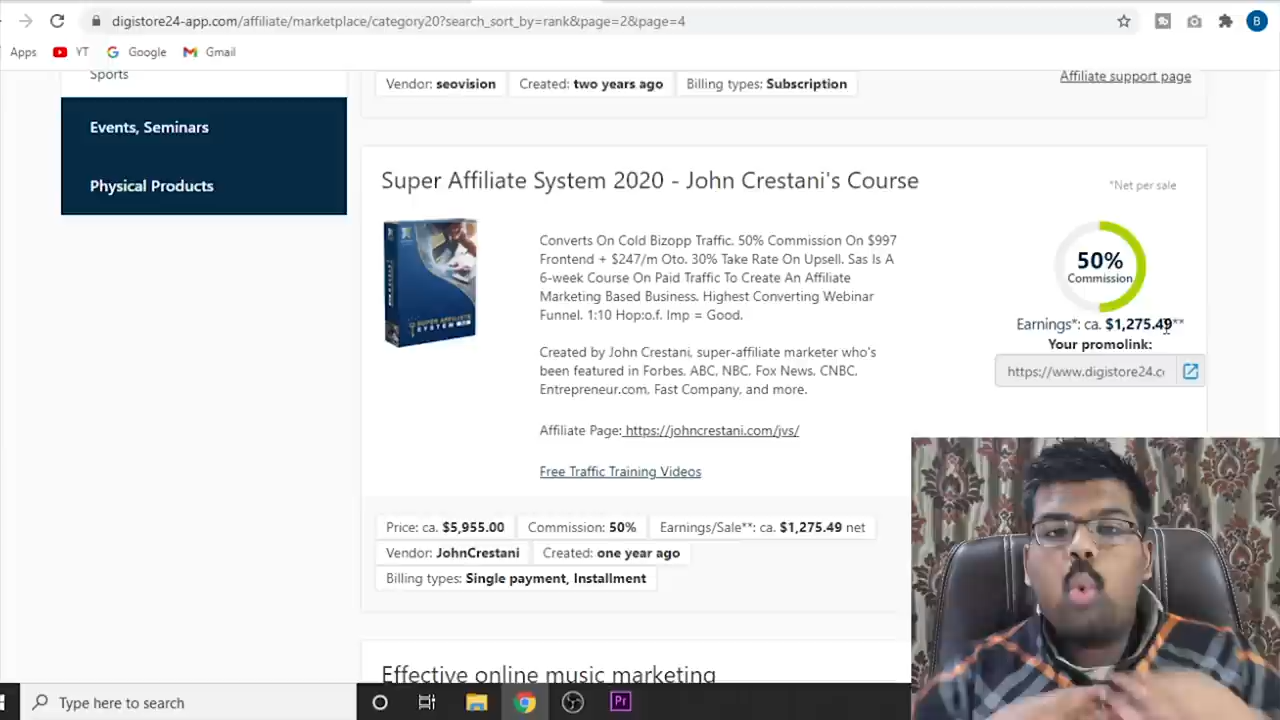 digistore24-app.com/affiliate/marketplace/category20?search_sort_by=rank&page=2&page=4
B
Apps YT Google Gmail
Sports
Events, Seminars
Physical Products
Vendor: seovision Created: two years ago Billing types: Subscription
Affiliate support page
Super Affiliate System 2020 - John Crestani's Course
*Net per sale
Converts On Cold Bizopp Traffic. 50% Commission On $997
Frontend + $247/m Oto. 30% Take Rate On Upsell. Sas Is A
6-week Course On Paid Traffic To Create An Affiliate
Marketing Based Business. Highest Converting Webinar
Funnel. 1:10 Hop:o.f. Imp = Good.
Created by John Crestani, super-affiliate marketer who's
been featured in Forbes. ABC, NBC. Fox News. CNBC,
Entrepreneur.com, Fast Company, and more.
Affiliate Page: https://johncrestani.com/jvs/
Free Traffic Training Videos
50%
Commission
Earnings*: ca. $1,275.49**
Your promolink:
https://www.digistore24.c
SUPER AFFILIATE
SYSTEM
Price: ca. $5,955.00 Commission: 50% Earnings/Sale**: ca. $1,275.49 net
Vendor: JohnCrestani Created: one year ago
Billing types: Single payment, Installment
Effective online music marketing
Type here to search
Pr